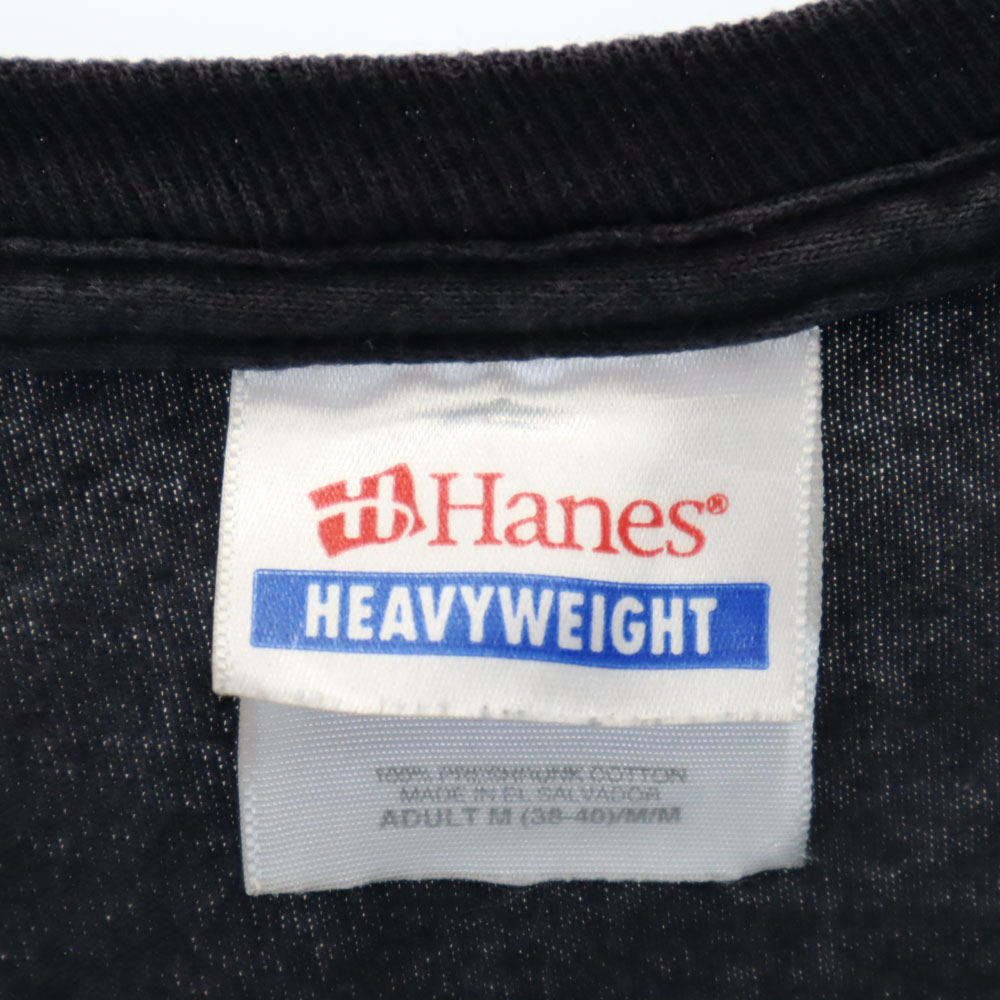 H Hanes®
HEAVYWEIGHT
100% PRESHRUNK COTTON
MADE IN EL SALVADOR
ADULT M (38-40)/M/M